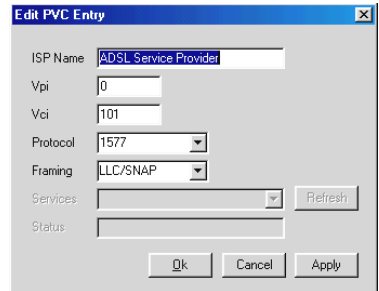 Edit PVC Entry
ISP Name ADSL Service Provider
Vpi 0
Vci 101
Protocol 1577
Framing LLC/SNAP
Services Refresh
Status
Ok Cancel Apply